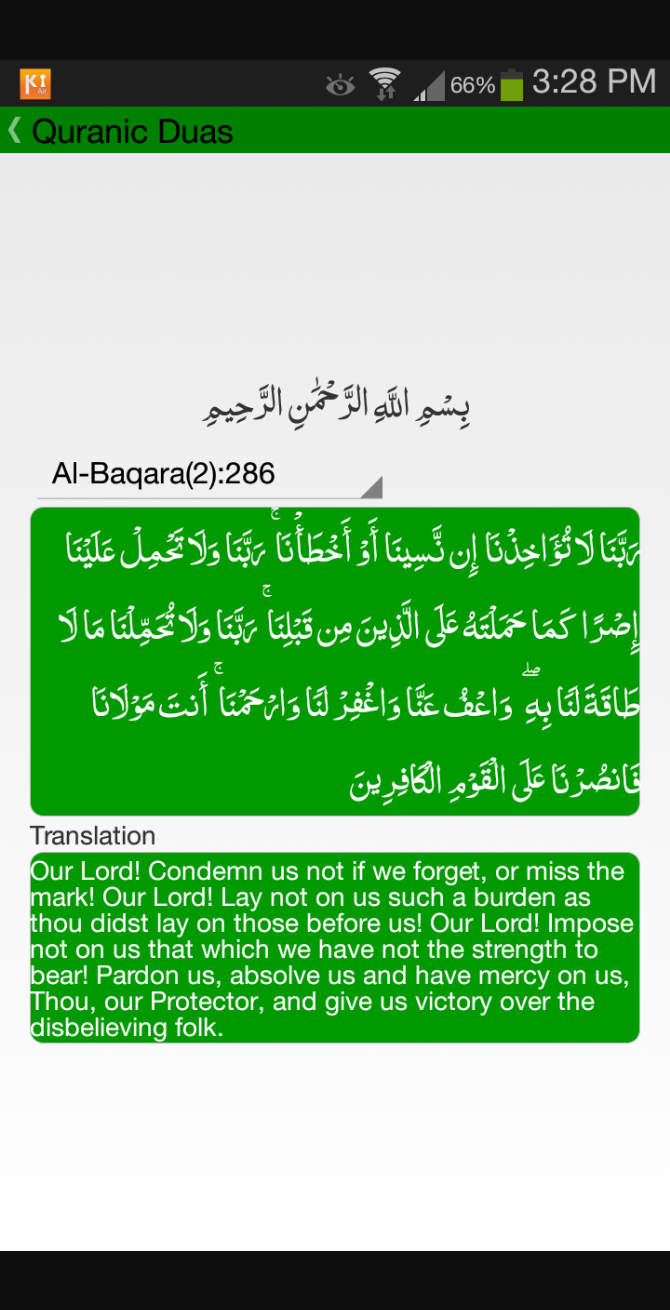 Ki
Air
66%
3:28 PM
Quranic Duas
بِسْمِ اللَّهِ الرَّحْمَٰنِ الرَّحِيمِ
Al-Baqara(2):286
رَبَّنَا لَا تُؤَاخِذْنَا إِن نَّسِينَا أَوْ أَخْطَأْنَا ۚ رَبَّنَا وَلَا تَحْمِلْ عَلَيْنَا
إِصْرًا كَمَا حَمَلْتَهُ عَلَى الَّذِينَ مِن قَبْلِنَا ۚ رَبَّنَا وَلَا تُحَمِّلْنَا مَا لَا
طَاقَةَ لَنَا بِهِ ۖ وَاعْفُ عَنَّا وَاغْفِرْ لَنَا وَارْحَمْنَا ۚ أَنتَ مَوْلَانَا
فَانصُرْنَا عَلَى الْقَوْمِ الْكَافِرِينَ
Translation
Our Lord! Condemn us not if we forget, or miss the
mark! Our Lord! Lay not on us such a burden as
thou didst lay on those before us! Our Lord! Impose
not on us that which we have not the strength to
bear! Pardon us, absolve us and have mercy on us,
Thou, our Protector, and give us victory over the
disbelieving folk.